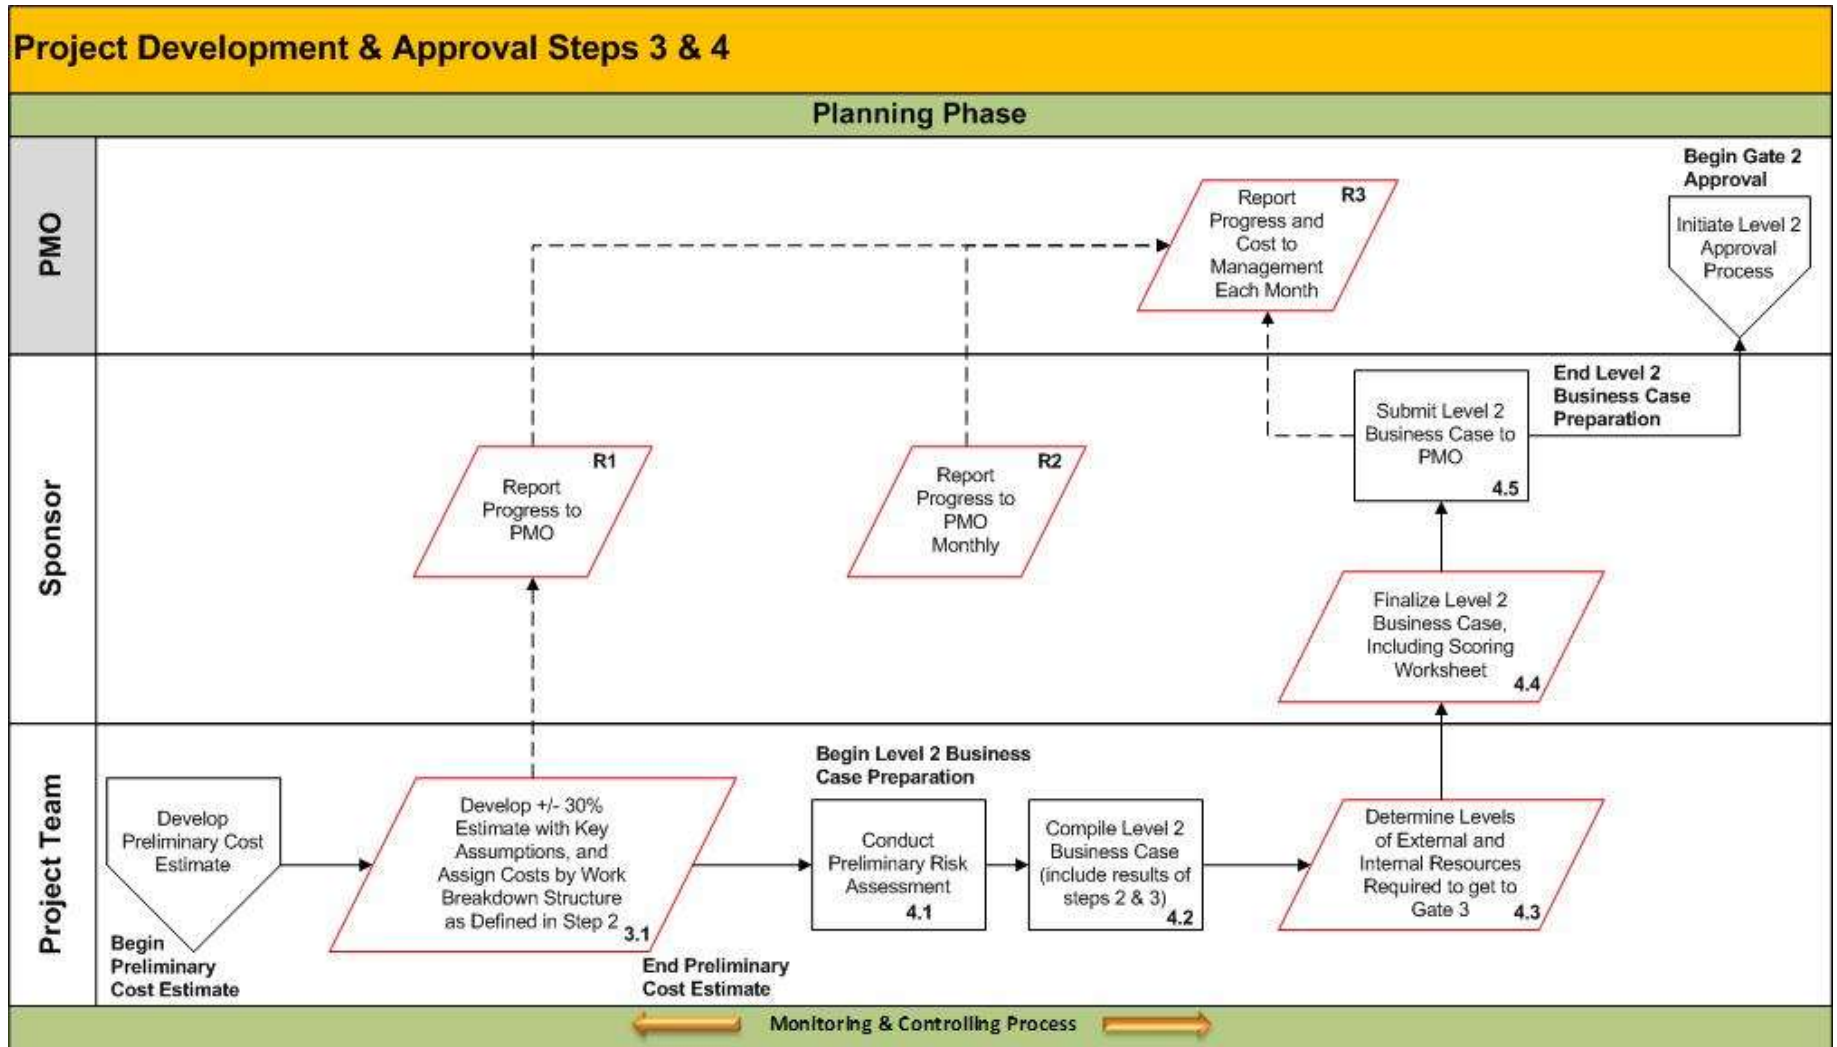 Project Development & Approval Steps 3 & 4
Planning Phase
PMO
Report
Progress and
Cost to
Management
Each Month
R3
Begin Gate 2
Approval
Initiate Level 2
Approval
Process
Sponsor
R1
Report
Progress to
PMO
R2
Report
Progress to
PMO
Monthly
Submit Level 2
Business Case to
PMO
4.5
End Level 2
Business Case
Preparation
Finalize Level 2
Business Case,
Including Scoring
Worksheet
4.4
Project Team
Develop
Preliminary Cost
Estimate
Begin
Preliminary
Cost Estimate
Develop +/- 30%
Estimate with Key
Assumptions, and
Assign Costs by Work
Breakdown Structure
as Defined in Step 2
3.1
End Preliminary
Cost Estimate
Begin Level 2 Business
Case Preparation
Conduct
Preliminary Risk
Assessment
4.1
Compile Level 2
Business Case
(include results of
steps 2 & 3)
4.2
Determine Levels
of External and
Internal Resources
Required to get to
Gate 3
4.3
Monitoring & Controlling Process